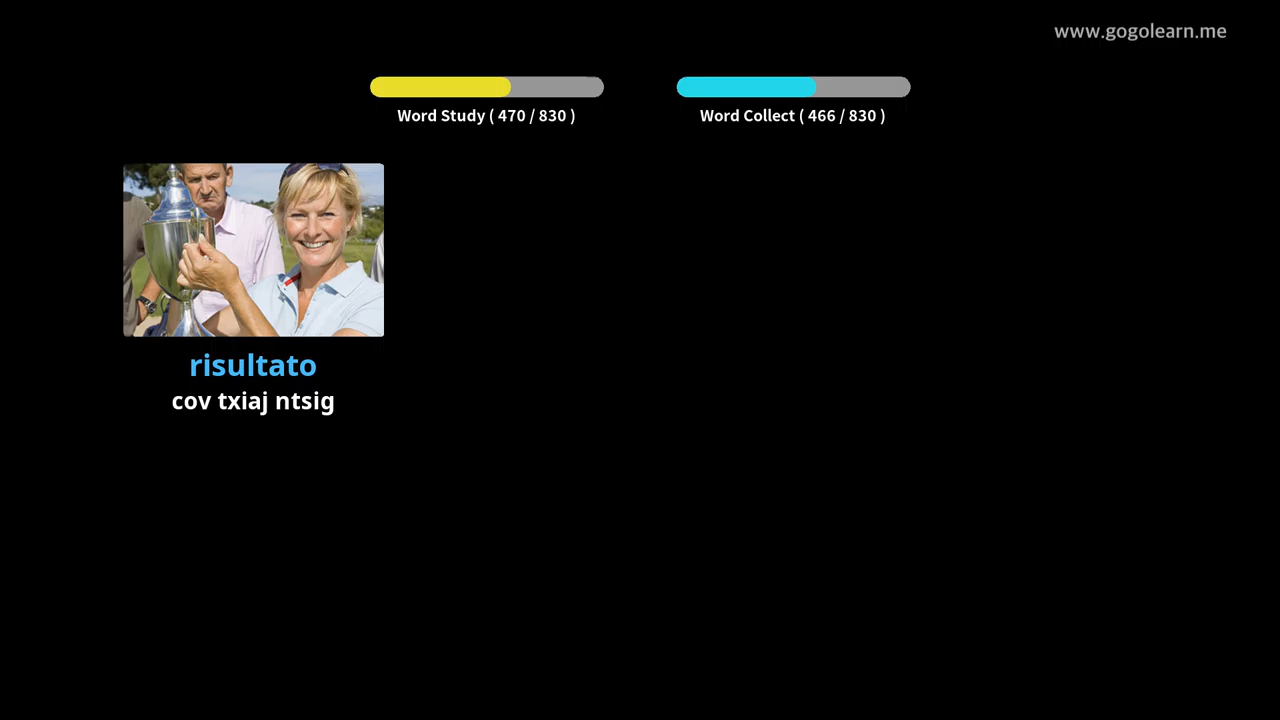 www.gogolearn.me
Word Study ( 470 / 830 )
Word Collect ( 466 / 830 )
risultato
cov txiaj ntsig